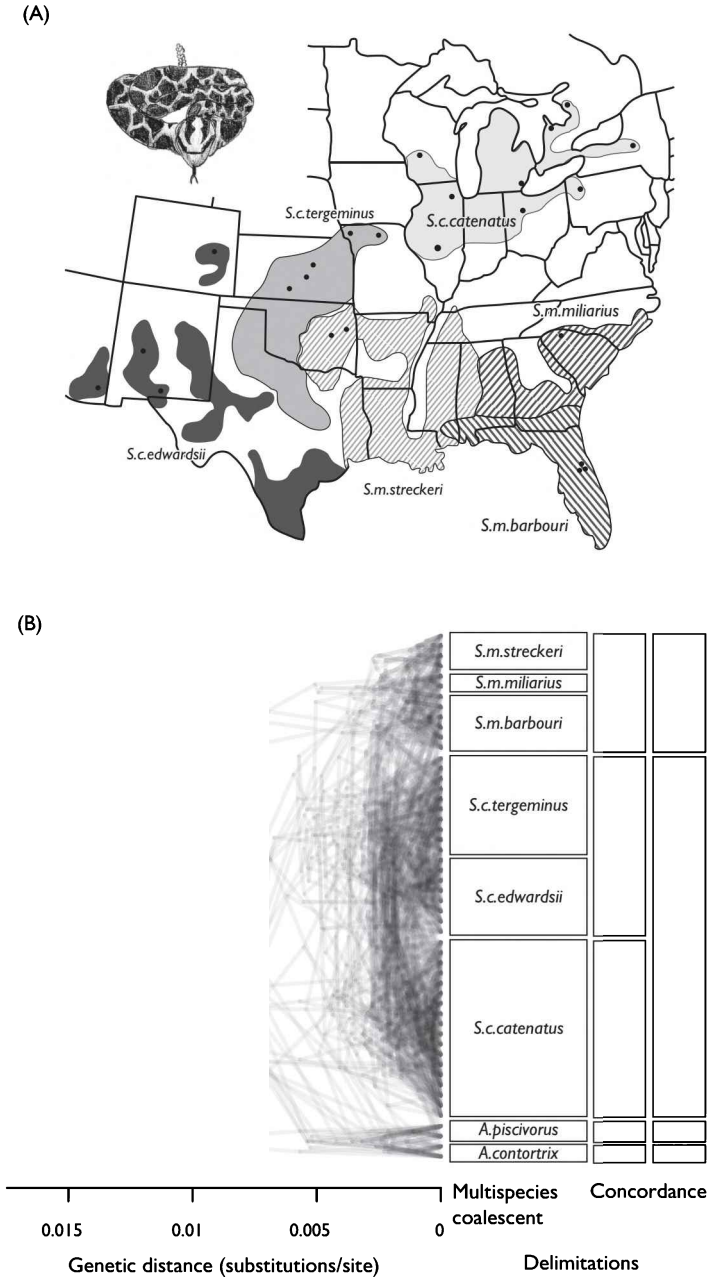 (A)
S.c.tergeminus
S.c.catenatus
S.m.miliarius
S.c.edwardsii
S.m.streckeri
S.m.barbouri
(B)
S.m.streckeri
S.m.miliarius
S.m.barbouri
S.c.tergeminus
S.c.edwardsii
S.c.catenatus
A.piscivorus
A.contortrix
0.015 0.01 0.005 0
Genetic distance (substitutions/site)
Multispecies coalescent
Concordance
Delimitations